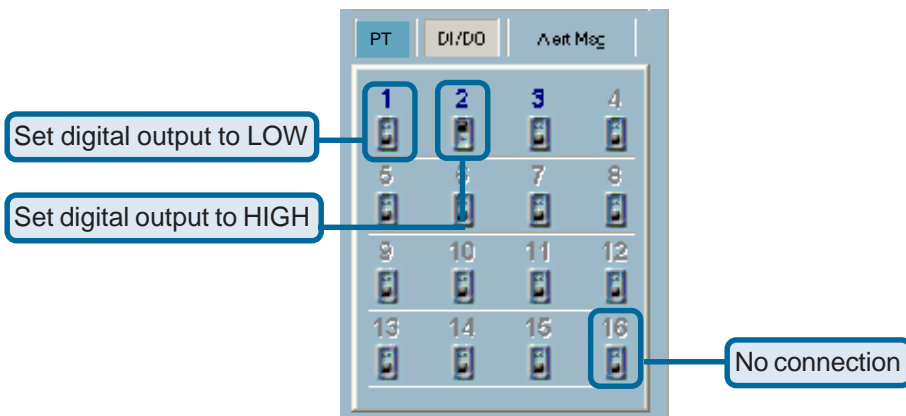 PT DI/DO Alert Msg
1 2 3 4
Set digital output to LOW
5 6 7 8
Set digital output to HIGH
9 10 11 12
13 14 15 16
No connection